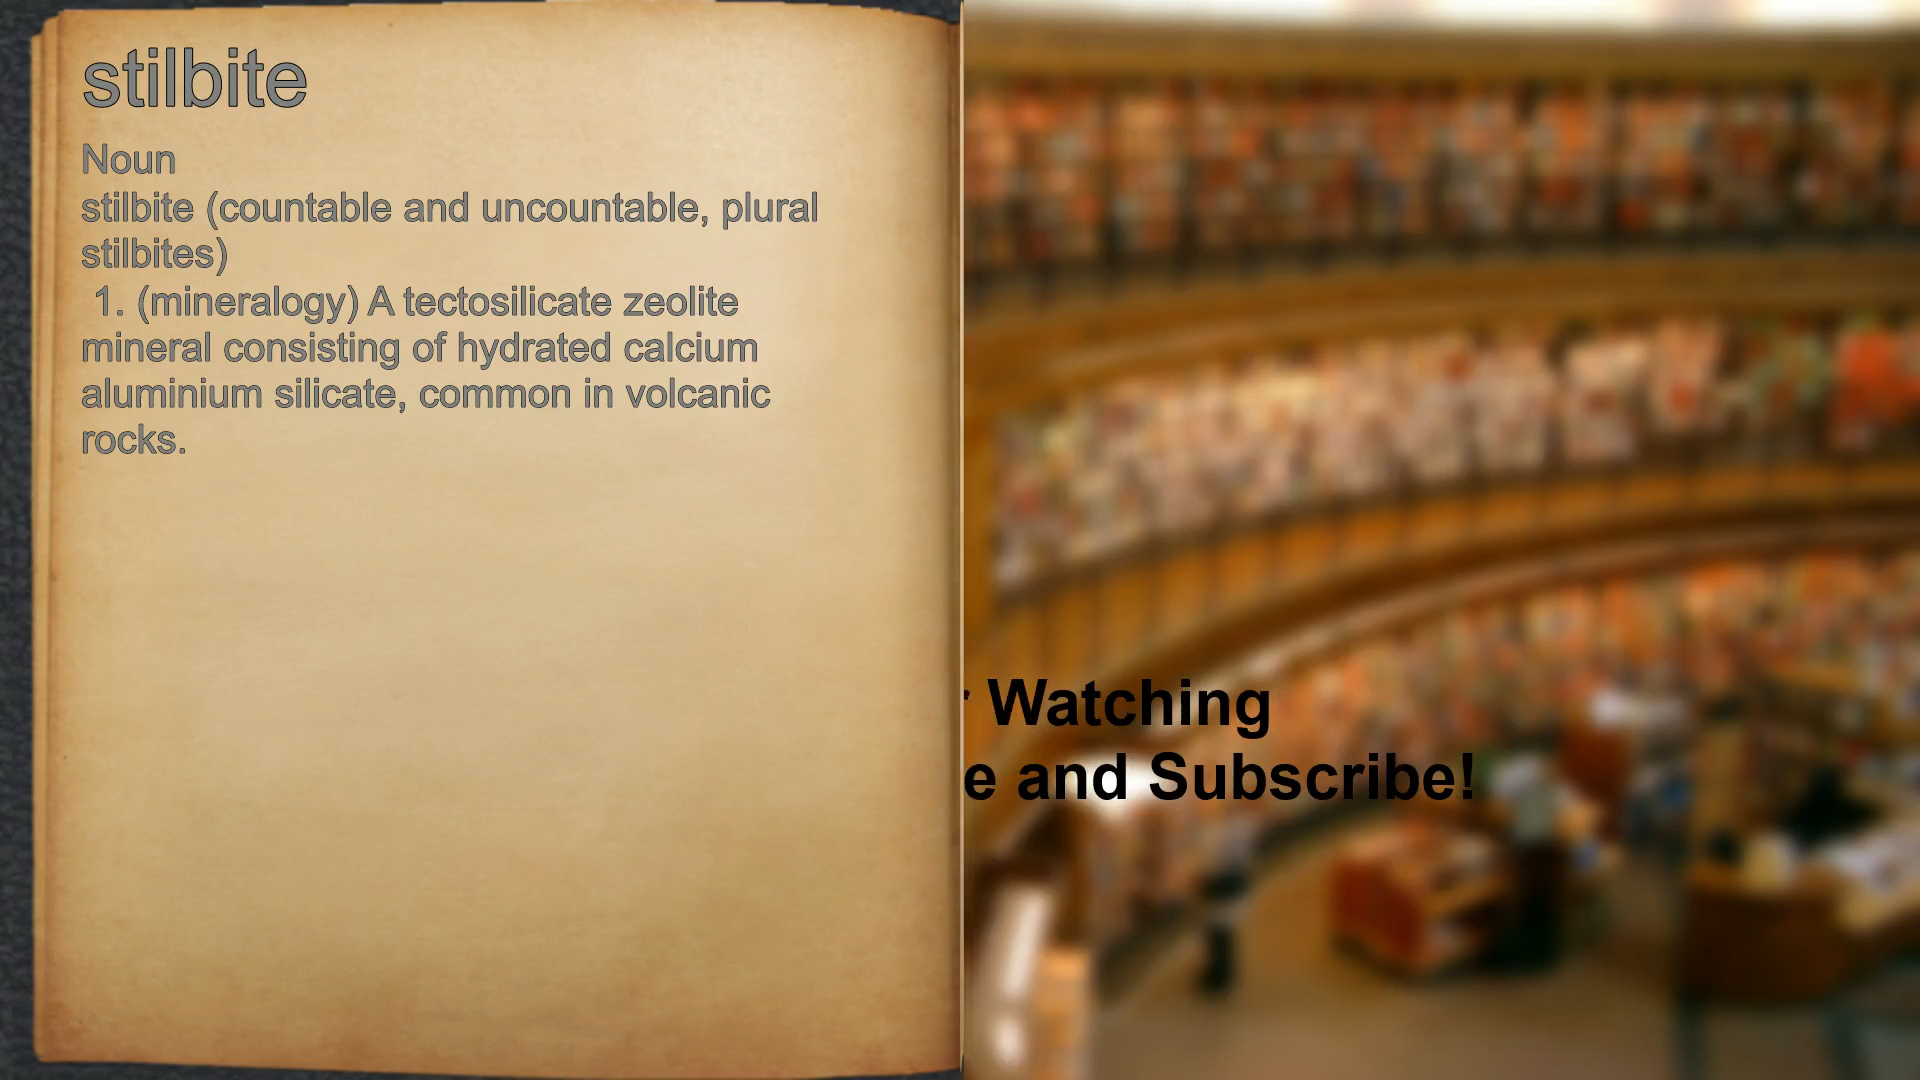 stilbite
Noun
stilbite (countable and uncountable, plural
stilbites)
1. (mineralogy) A tectosilicate zeolite
mineral consisting of hydrated calcium
aluminium silicate, common in volcanic
rocks.
Watching
e and Subscribe!